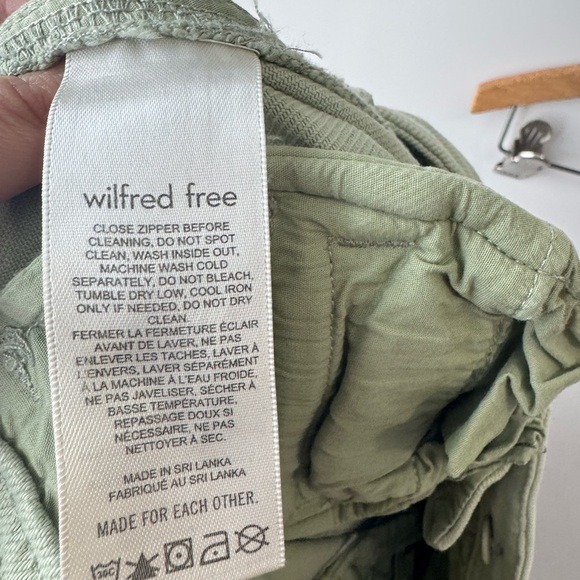 wilfred free
CLOSE ZIPPER BEFORE
CLEANING, DO NOT SPOT
CLEAN, WASH INSIDE OUT,
MACHINE WASH COLD
SEPARATELY, DO NOT BLEACH,
TUMBLE DRY LOW, COOL IRON
ONLY IF NEEDED, DO NOT DRY
CLEAN.
FERMER LA FERMETURE ÉCLAIR
AVANT DE LAVER, NE PAS
ENLEVER LES TACHES, LAVER À
L'ENVERS, LAVER SÉPARÉMENT
À LA MACHINE À L'EAU FROIDE,
NE PAS JAVELISER, SÉCHER À
BASSE TEMPÉRATURE,
REPASSAGE DOUX SI
NÉCESSAIRE, NE PAS
NETTOYER À SEC.
MADE IN SRI LANKA
FABRIQUÉ AU SRI LANKA
MADE FOR EACH OTHER.
30C